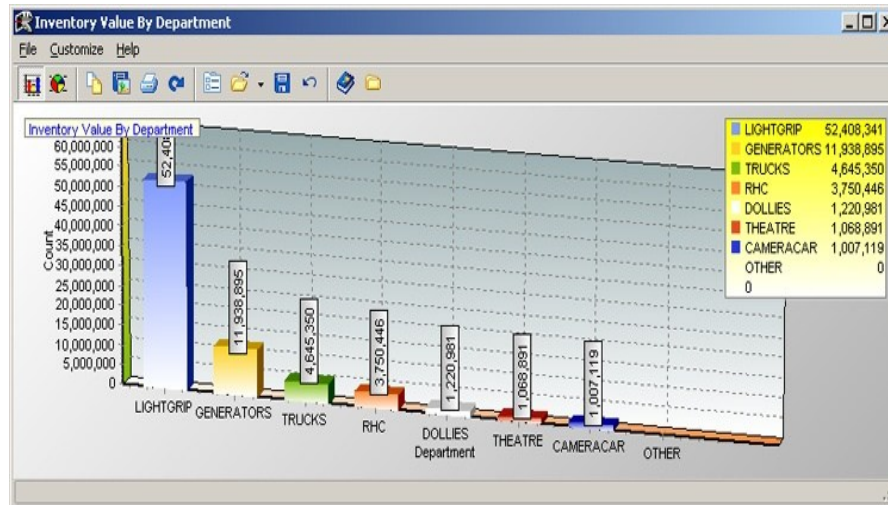 Inventory Value By Department
File Customize Help
Inventory Value By Department
60,000,000
55,000,000
50,000,000
45,000,000
40,000,000
35,000,000
30,000,000
25,000,000
20,000,000
15,000,000
10,000,000
5,000,000
0
Count
52,408
11,938,895
4,645,350
3,750,446
1,220,981
1,068,891
1,007,119
LIGHTGRIP
GENERATORS
TRUCKS
RHC
DOLLIES
THEATRE
CAMERACAR
OTHER
Department
LIGHTGRIP 52,408,341
GENERATORS 11,938,895
TRUCKS 4,645,350
RHC 3,750,446
DOLLIES 1,220,981
THEATRE 1,068,891
CAMERACAR 1,007,119
OTHER 0
0